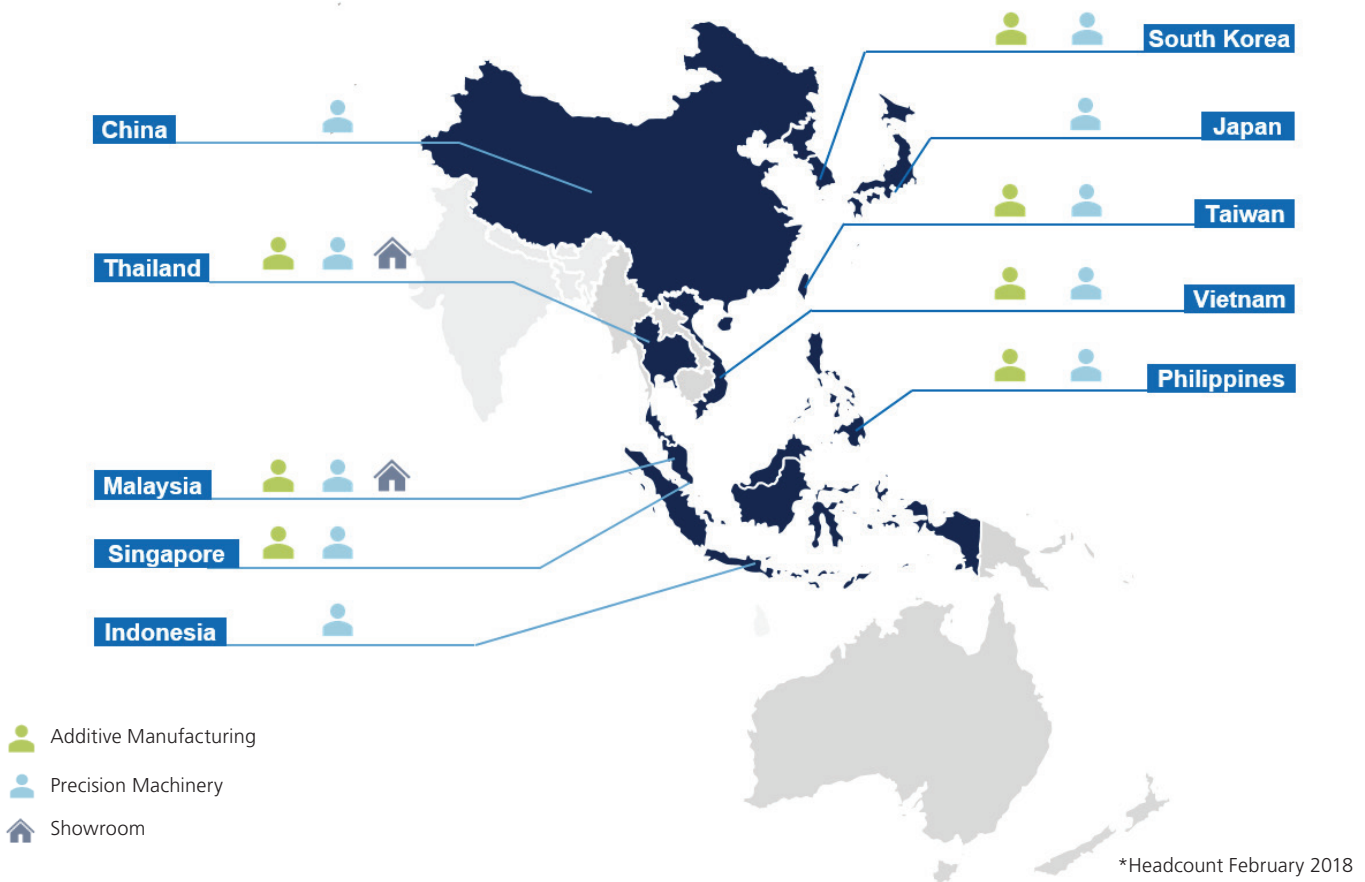 South Korea
China
Japan
Taiwan
Thailand
Vietnam
Philippines
Malaysia
Singapore
Indonesia
Additive Manufacturing
Precision Machinery
Showroom
*Headcount February 2018